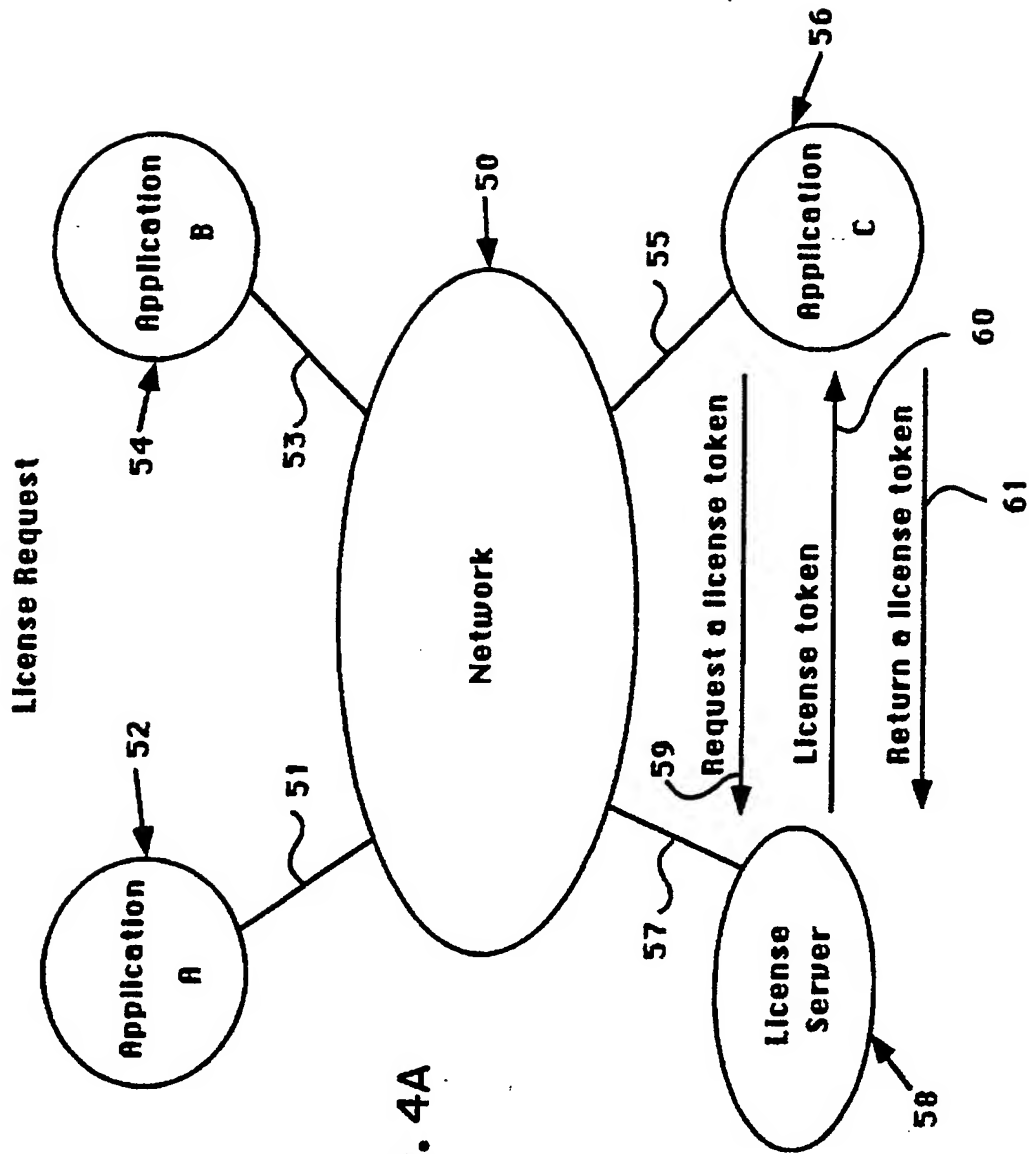 License Request
Application
A
52
51
Application
B
54
53
Network
50
License
Server
58
57
Application
C
56
55
59
Request a license token
License token
60
Return a license token
61
. 4A